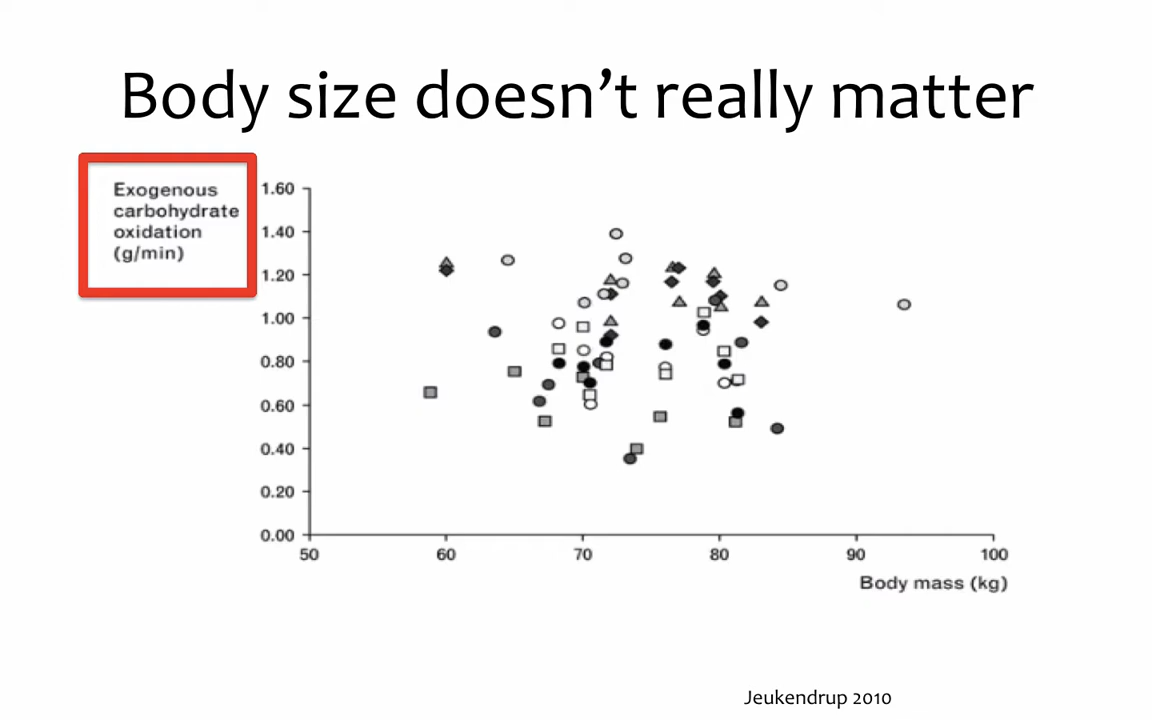 Body size doesn’t really matter
Exogenous
carbohydrate
oxidation
(g/min)
1.60
1.40
1.20
1.00
0.80
0.60
0.40
0.20
0.00
50 60 70 80 90 100
Body mass (kg)
Jeukendrup 2010